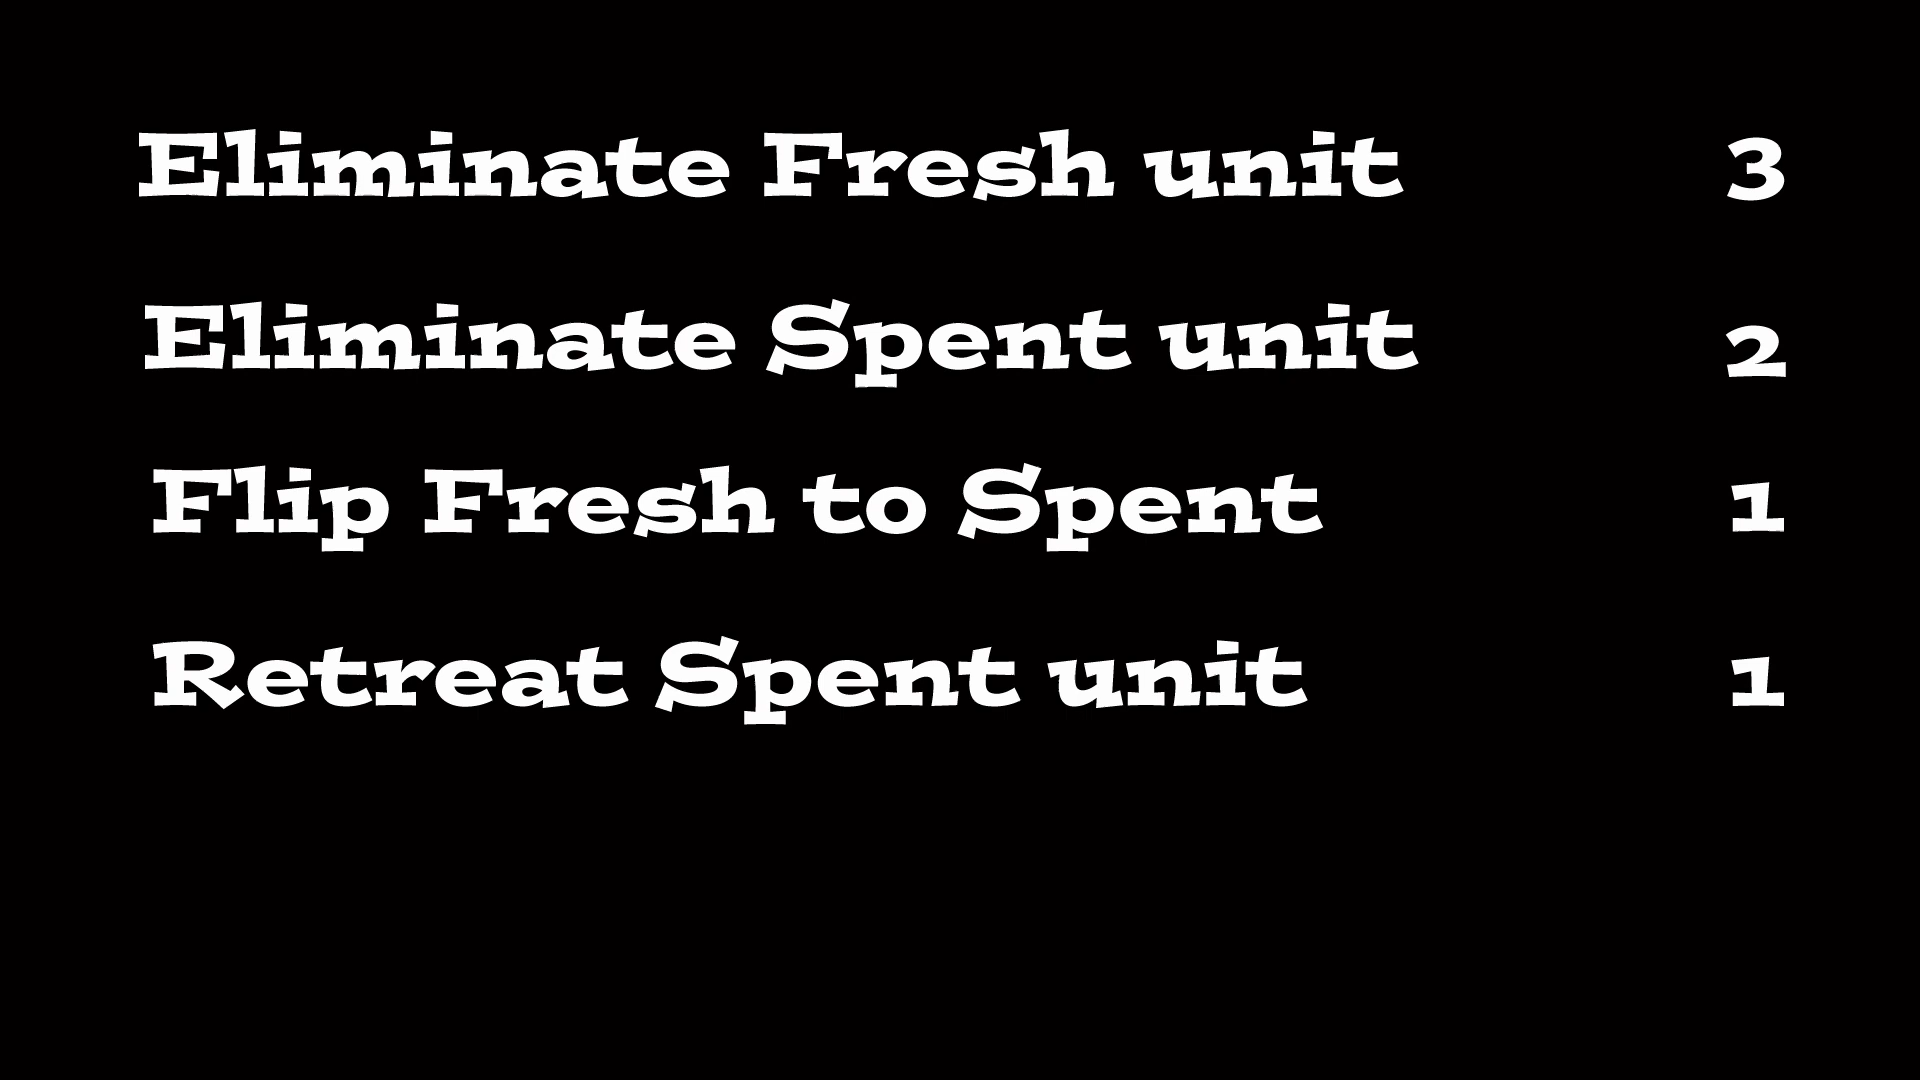 Eliminate Fresh unit 3
Eliminate Spent unit 2
Flip Fresh to Spent 1
Retreat Spent unit 1